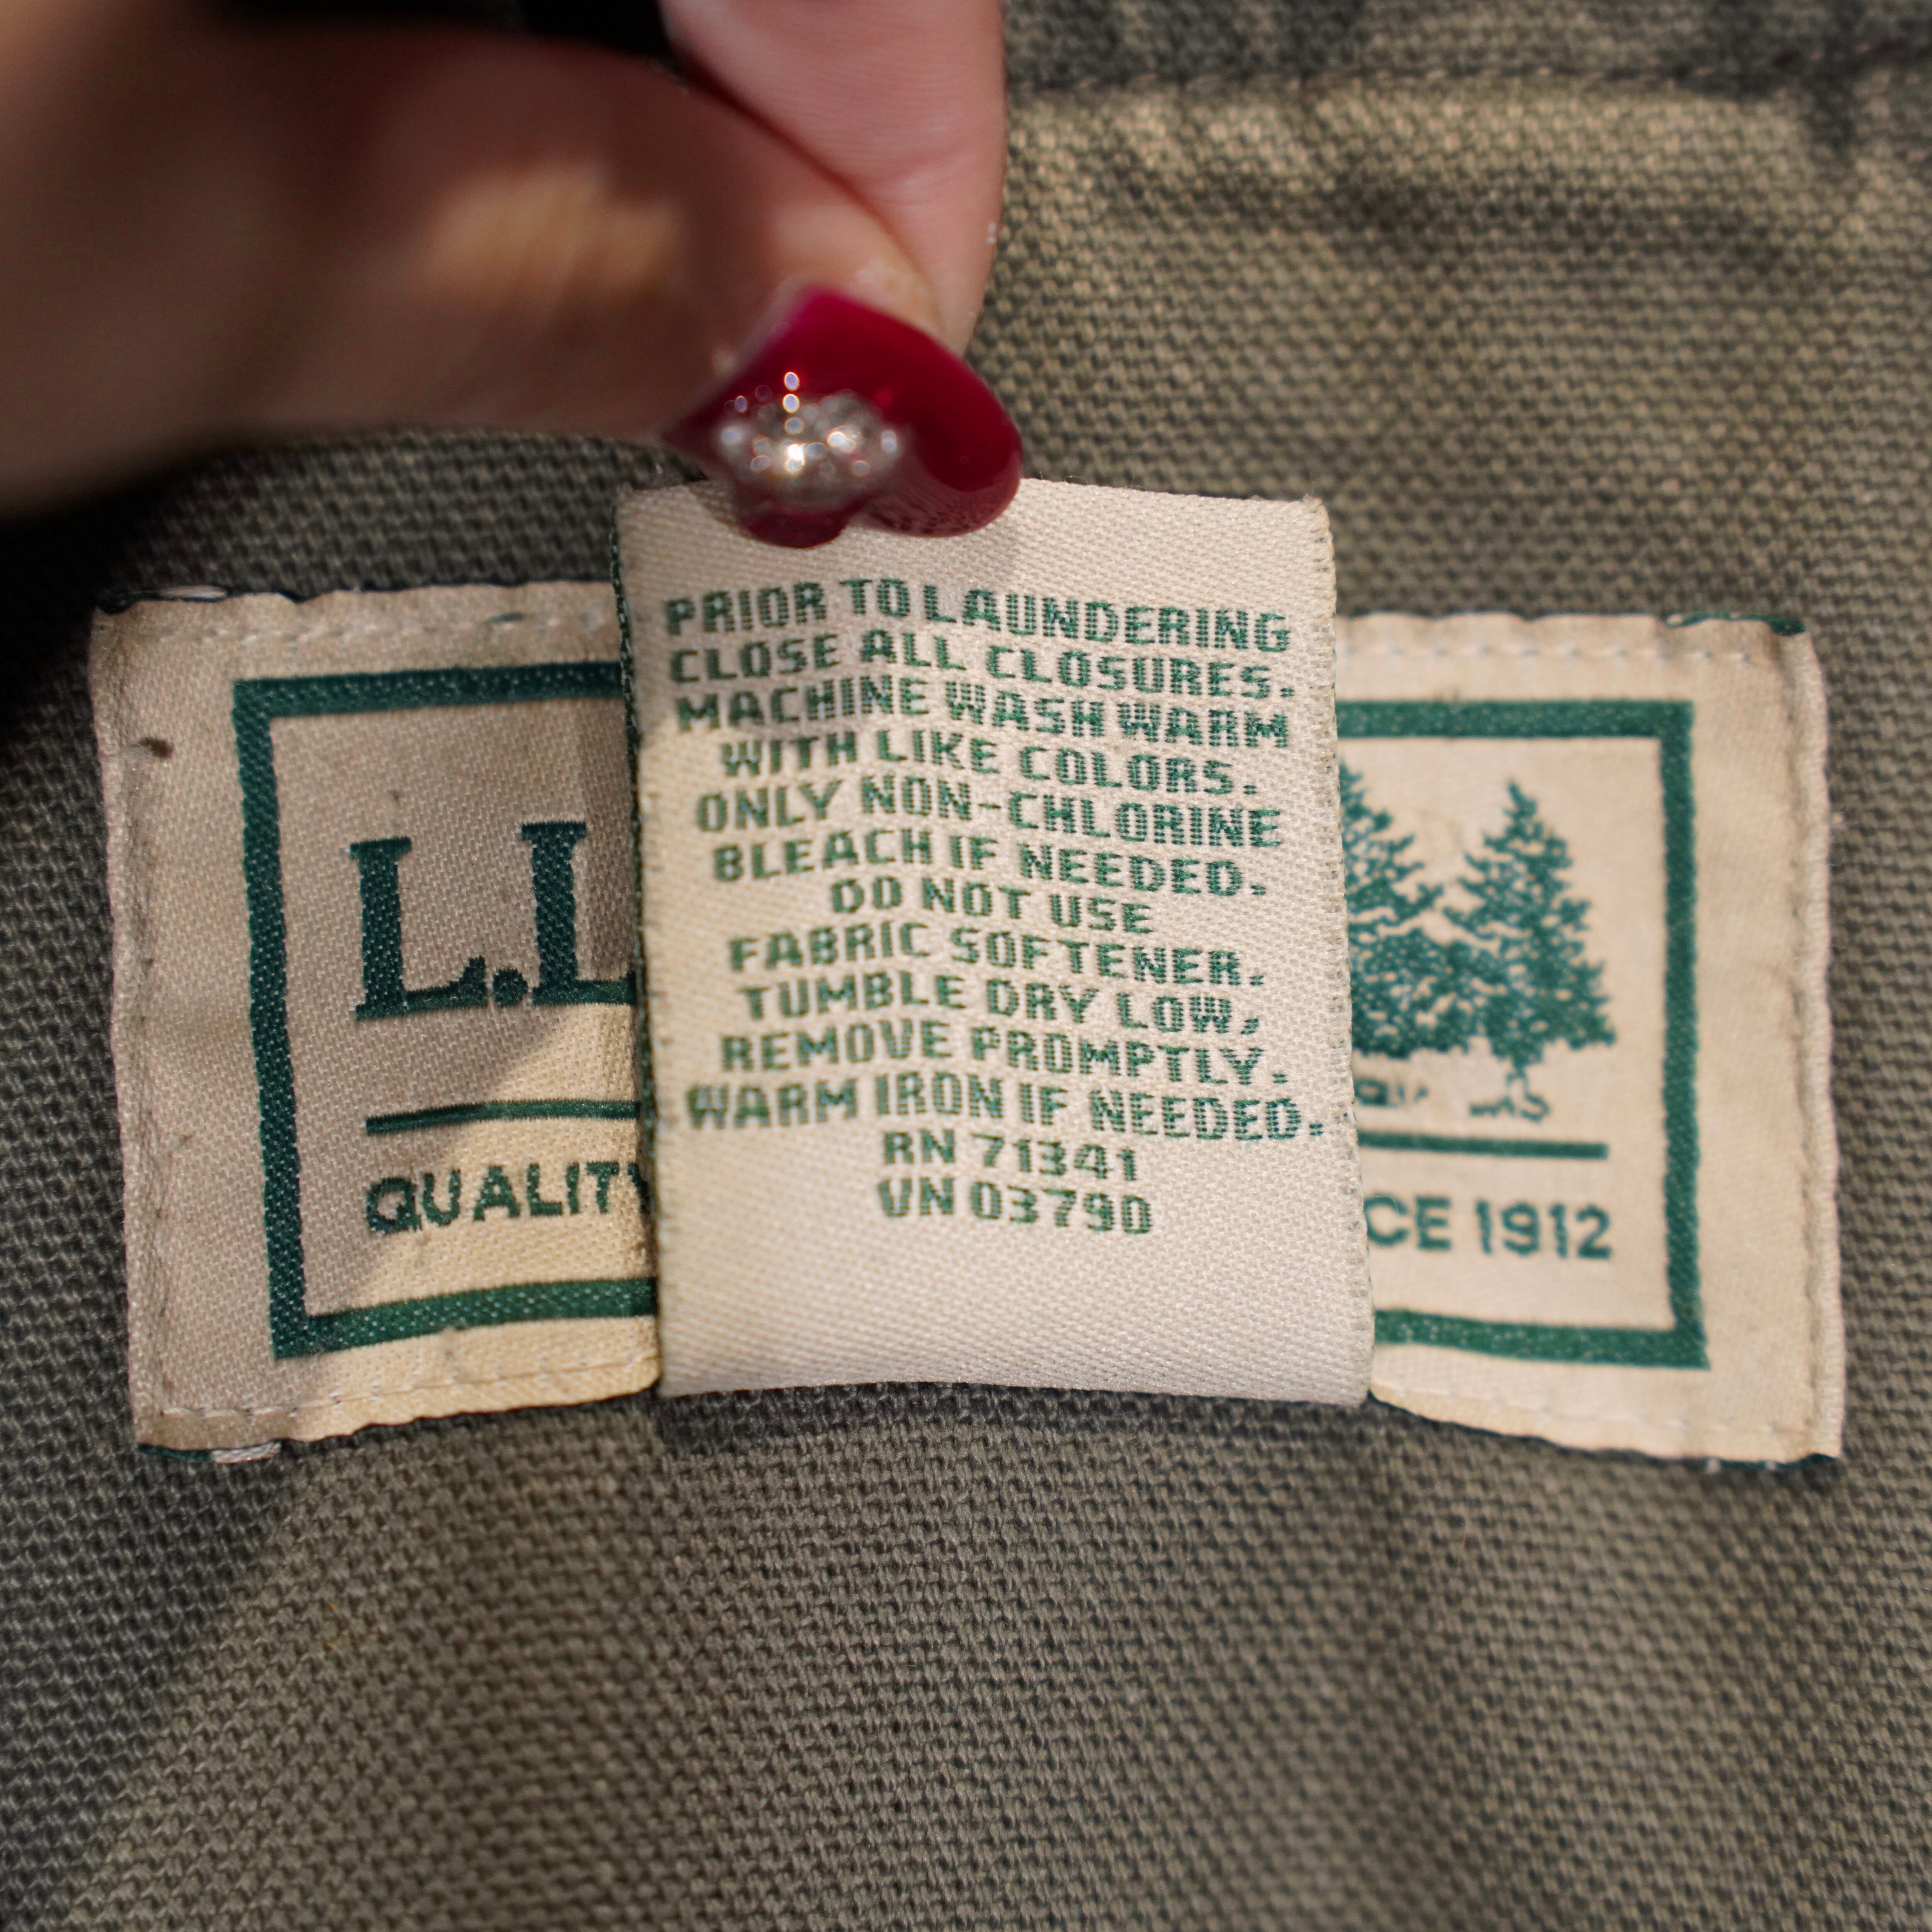 PRIOR TO LAUNDERING
CLOSE ALL CLOSURES.
MACHINE WASH WARM
WITH LIKE COLORS.
ONLY NON-CHLORINE
BLEACH IF NEEDED.
DO NOT USE
FABRIC SOFTENER.
TUMBLE DRY LOW,
REMOVE PROMPTLY.
WARM IRON IF NEEDED.
RN 71341
VN 03790
L.L
QUALITY
CE 1912